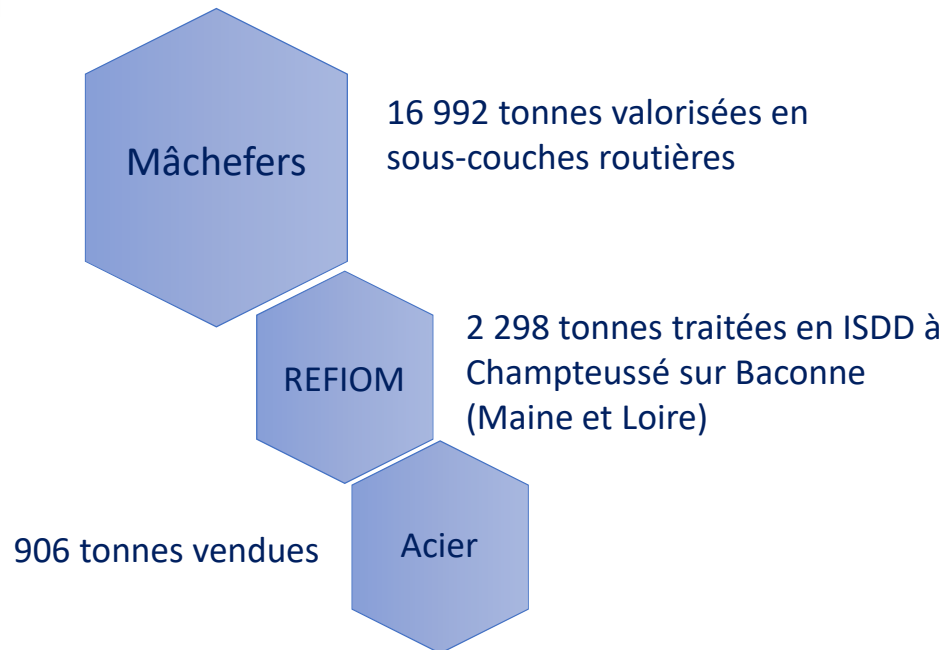 Mâchefers
16 992 tonnes valorisées en
sous-couches routières
REFIOM
2 298 tonnes traitées en ISDD à
Champteussé sur Baconne
(Maine et Loire)
906 tonnes vendues
Acier